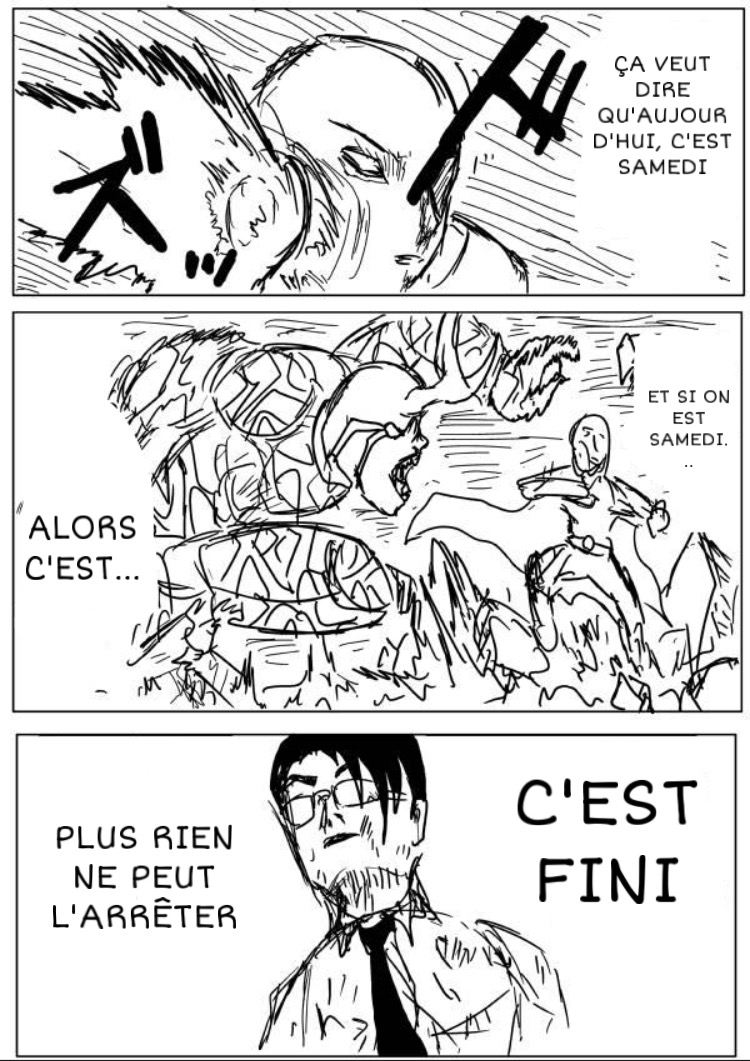 ÇA VEUT
DIRE
QU'AUJOUR
D'HUI, C'EST
SAMEDI
ET SI ON
EST
SAMEDI.
..
ALORS
C'EST...
PLUS RIEN
NE PEUT
L'ARRÊTER
C'EST
FINI